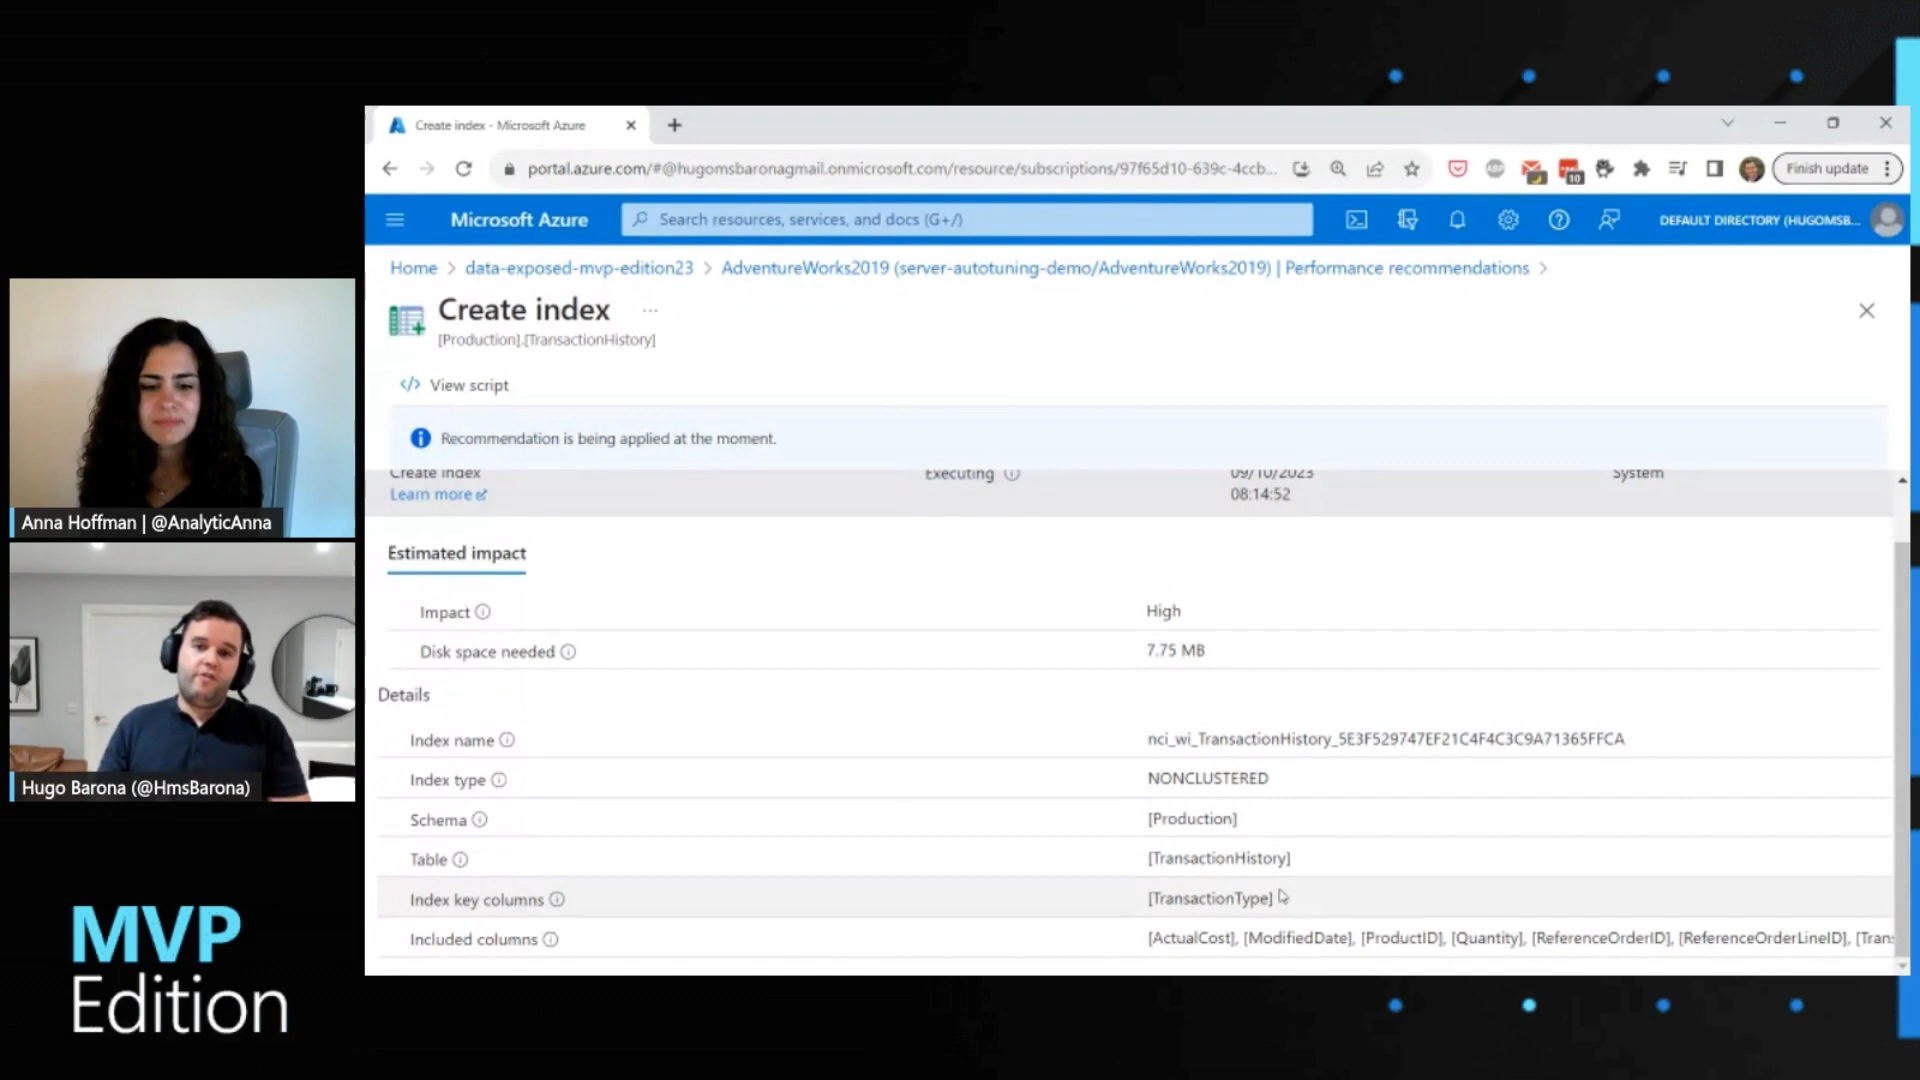 Create index - Microsoft Azure
portal.azure.com/#@hugomsbaronagmail.onmicrosoft.com/resource/subscriptions/97f65d10-639c-4ccb...
10
Finish update
Microsoft Azure
Search resources, services, and docs (G+/)
DEFAULT DIRECTORY (HUGOMSB...
Home > data-exposed-mvp-edition23 > AdventureWorks2019 (server-autotuning-demo/AdventureWorks2019) | Performance recommendations >
Create index ...
[Production].[TransactionHistory]
</> View script
Recommendation is being applied at the moment.
Create index Executing 09/10/2023 System
Learn more 08:14:52
Estimated impact
Impact High
Disk space needed 7.75 MB
Details
Index name nci_wi_TransactionHistory_5E3F529747EF21C4F4C3C9A71365FFCA
Index type NONCLUSTERED
Schema [Production]
Table [TransactionHistory]
Index key columns [TransactionType]
Included columns [ActualCost], [ModifiedDate], [ProductID], [Quantity], [ReferenceOrderID], [ReferenceOrderLineID], [Tran
Anna Hoffman | @AnalyticAnna
Hugo Barona (@HmsBarona)
MVP
Edition